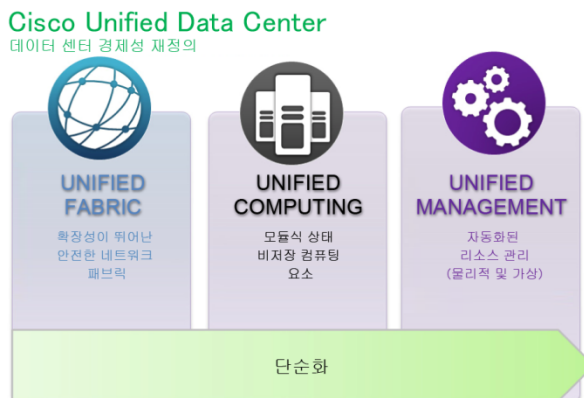 Cisco Unified Data Center
데이터 센터 경제성 재정의
UNIFIED
FABRIC
확장성이 뛰어난
안전한 네트워크
패브릭
UNIFIED
COMPUTING
모듈식 상태
비저장 컴퓨팅
요소
UNIFIED
MANAGEMENT
자동화된
리소스 관리
(물리적 및 가상)
단순화